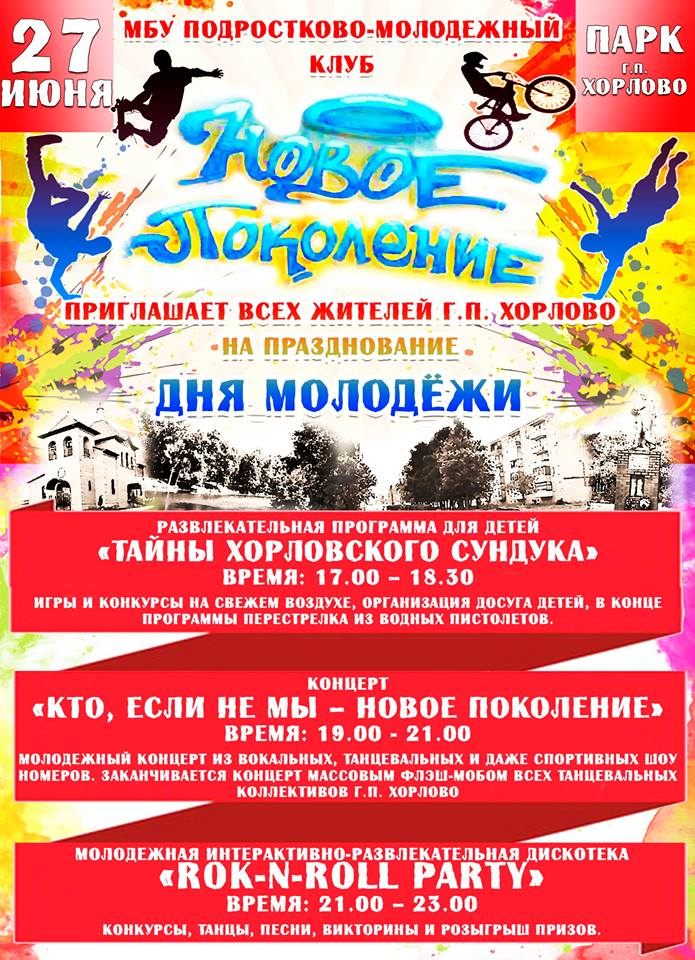 27
ИЮНЯ
МБУ ПОДРОСТКОВО-МОЛОДЕЖНЫЙ
КЛУБ
ПАРК
Г.П.
ХОРЛОВО
НОВОЕ
ПОКОЛЕНИЕ
ПРИГЛАШАЕТ ВСЕХ ЖИТЕЛЕЙ Г.П. ХОРЛОВО
НА ПРАЗДНОВАНИЕ
ДНЯ МОЛОДЁЖИ
РАЗВЛЕКАТЕЛЬНАЯ ПРОГРАММА ДЛЯ ДЕТЕЙ
«ТАЙНЫ ХОРЛОВСКОГО СУНДУКА»
ВРЕМЯ: 17.00 – 18.30
ИГРЫ И КОНКУРСЫ НА СВЕЖЕМ ВОЗДУХЕ, ОРГАНИЗАЦИЯ ДОСУГА ДЕТЕЙ, В КОНЦЕ
ПРОГРАММЫ ПЕРЕСТРЕЛКА ИЗ ВОДНЫХ ПИСТОЛЕТОВ.
КОНЦЕРТ
«КТО, ЕСЛИ НЕ МЫ – НОВОЕ ПОКОЛЕНИЕ»
ВРЕМЯ: 19.00 - 21.00
МОЛОДЕЖНЫЙ КОНЦЕРТ ИЗ ВОКАЛЬНЫХ, ТАНЦЕВАЛЬНЫХ И ДАЖЕ СПОРТИВНЫХ ШОУ
НОМЕРОВ. ЗАКАНЧИВАЕТСЯ КОНЦЕРТ МАССОВЫМ ФЛЭШ-МОБОМ ВСЕХ ТАНЦЕВАЛЬНЫХ
КОЛЛЕКТИВОВ Г.П. ХОРЛОВО
МОЛОДЕЖНАЯ ИНТЕРАКТИВНО-РАЗВЛЕКАТЕЛЬНАЯ ДИСКОТЕКА
«ROK-N-ROLL PARTY»
ВРЕМЯ: 21.00 – 23.00
КОНКУРСЫ, ТАНЦЫ, ПЕСНИ, ВИКТОРИНЫ И РОЗЫГРЫШ ПРИЗОВ.